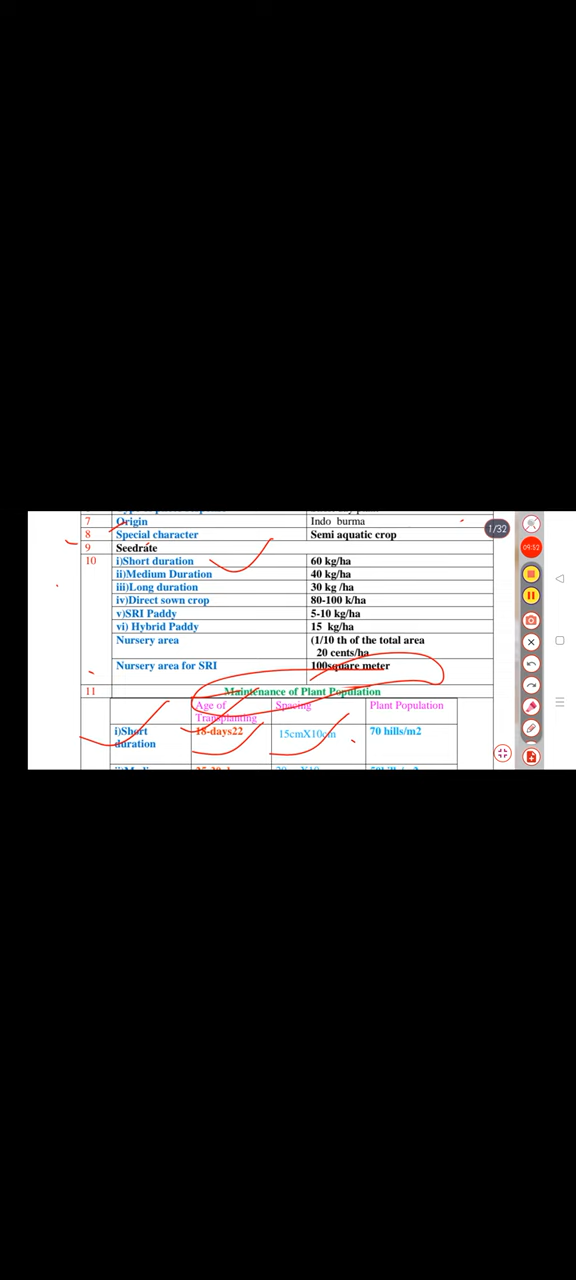 7 Origin Indo burma
1/32
8 Special character Semi aquatic crop
9 Seedrate
09:52
10 i)Short duration 60 kg/ha
ii)Medium Duration 40 kg/ha
iii)Long duration 30 kg /ha
iv)Direct sown crop 80-100 k/ha
v)SRI Paddy 5-10 kg/ha
vi) Hybrid Paddy 15 kg/ha
Nursery area (1/10 th of the total area
20 cents/ha
Nursery area for SRI 100square meter
11 Maintenance of Plant Population
Age of Spacing Plant Population
Transplanting
i)Short 18-days22 15cmX10cm 70 hills/m2
duration